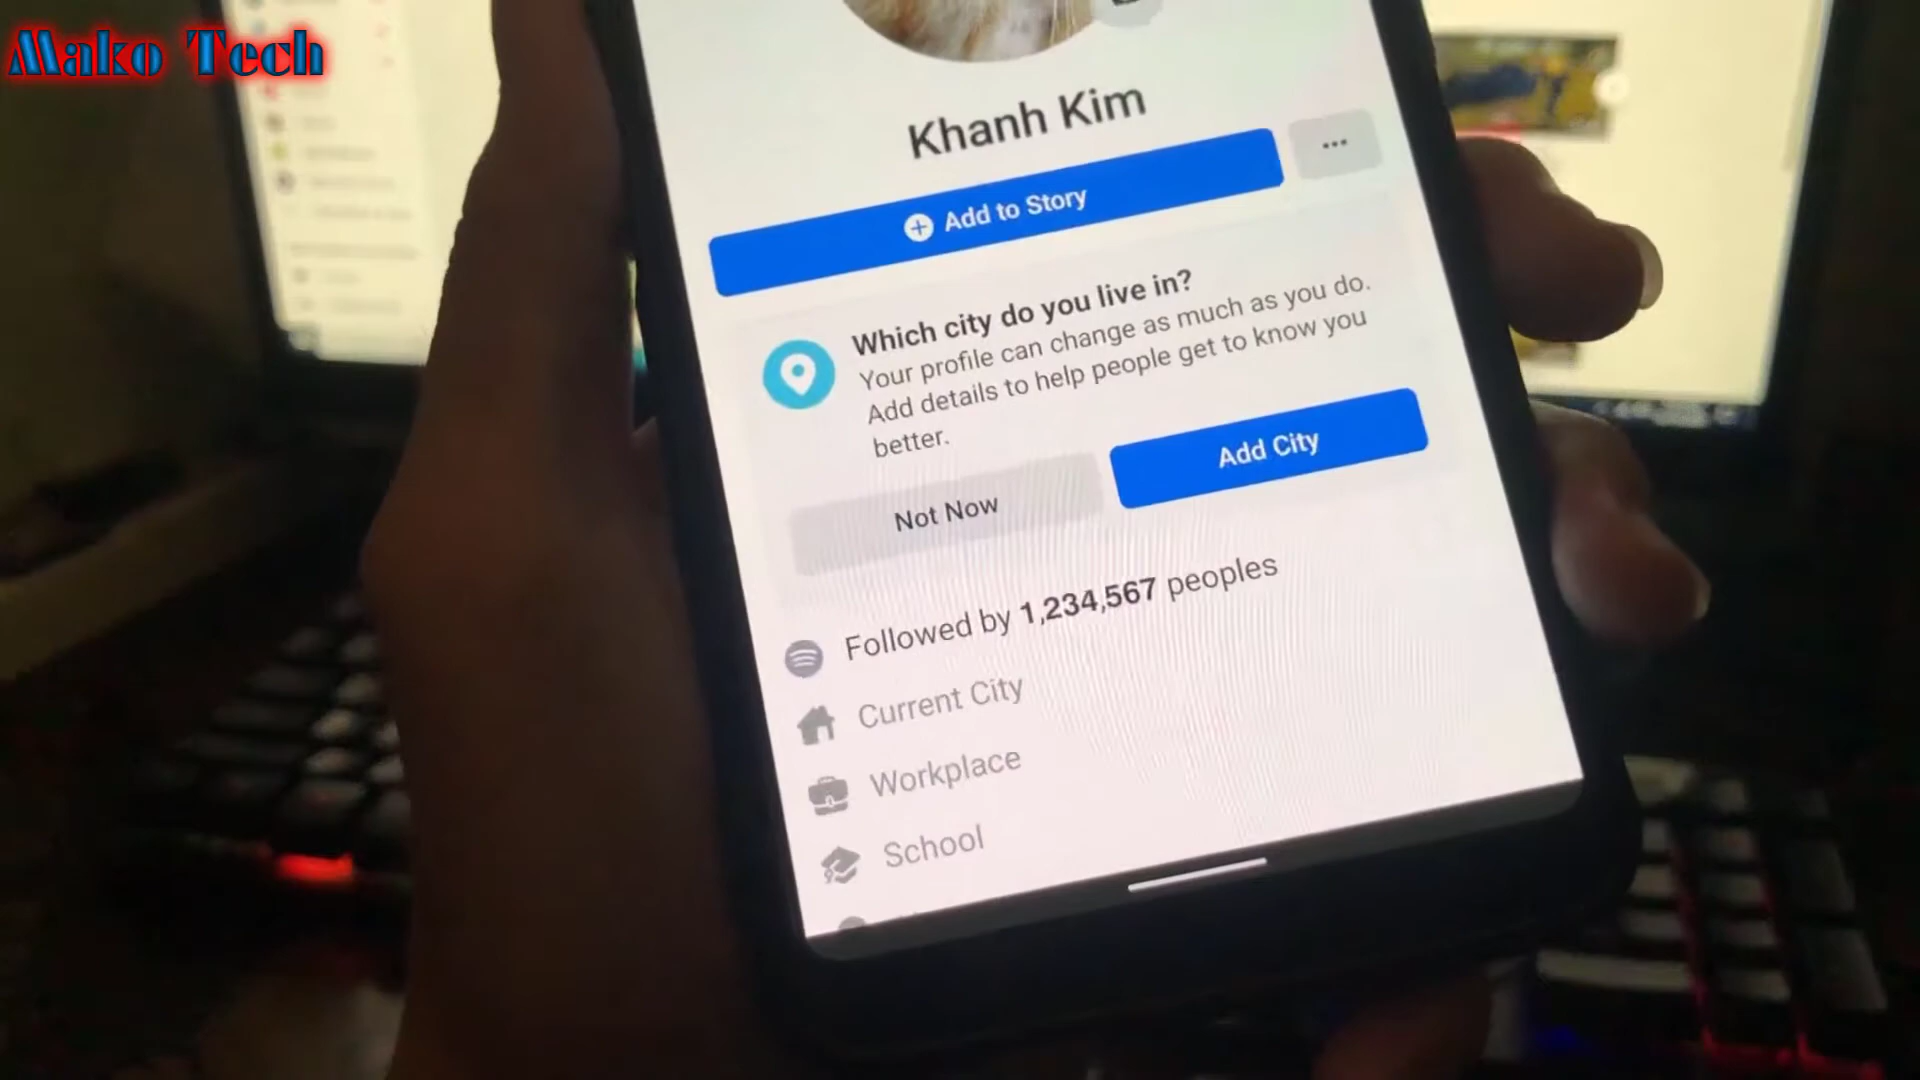 Mako Tech
Khanh Kim
Add to Story
Which city do you live in?
Your profile can change as much as you do.
Add details to help people get to know you
better.
Not Now
Add City
Followed by 1,234,567 peoples
Current City
Workplace
School